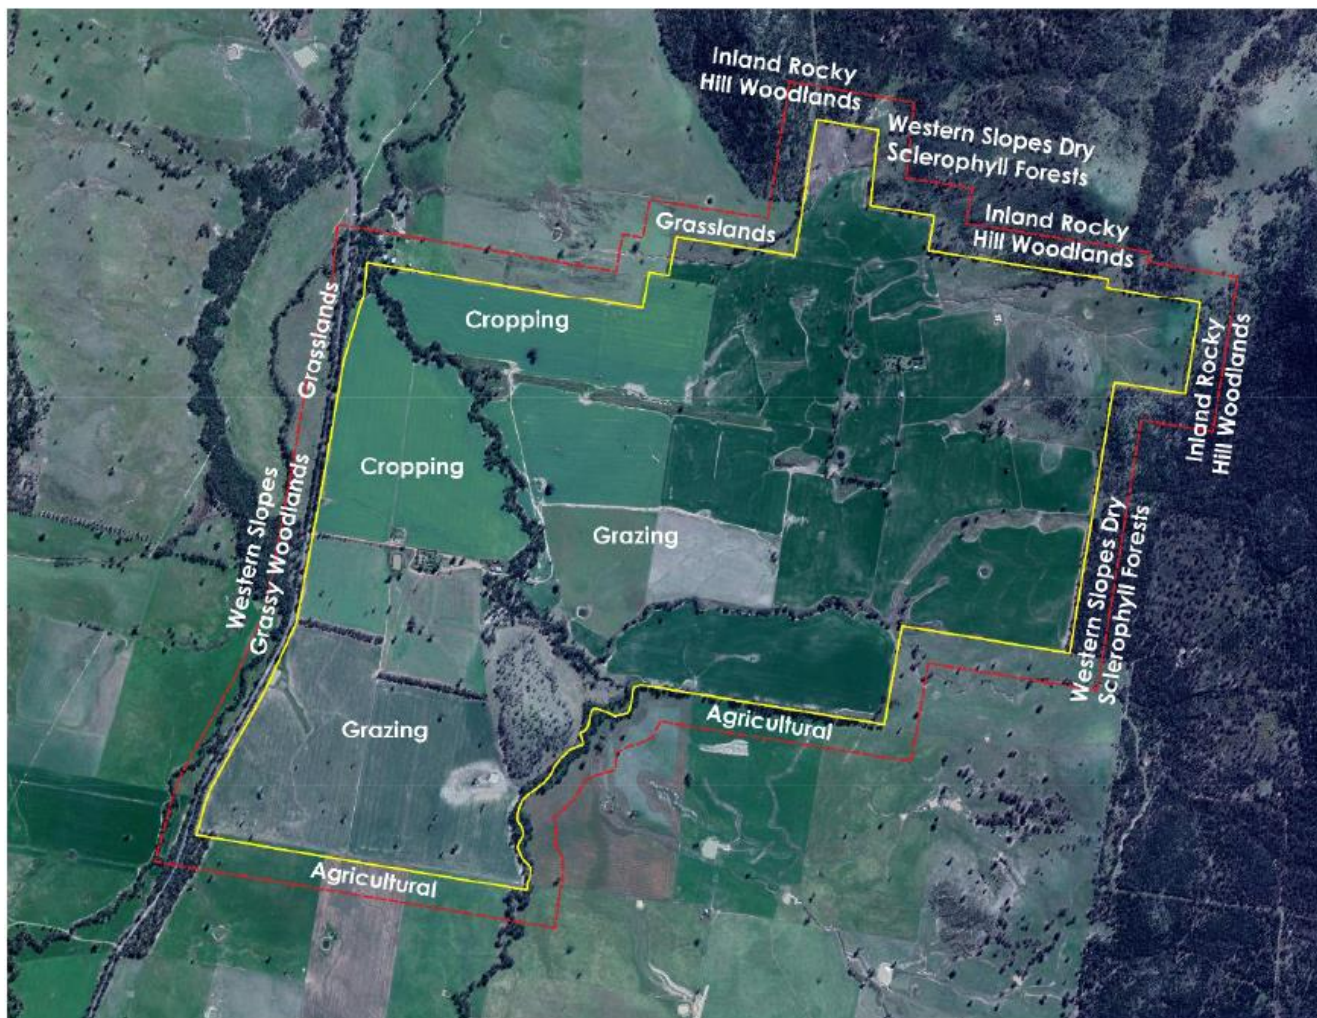 Inland Rocky
Hill Woodlands
Western Slopes Dry
Sclerophyll Forests
Grasslands
Inland Rocky
Hill Woodlands
Grasslands
Cropping
Inland Rocky
Hill Woodlands
Cropping
Western Slopes
Grassy Woodlands
Grazing
Western Slopes Dry
Sclerophyll Forests
Grazing
Agricultural
Agricultural